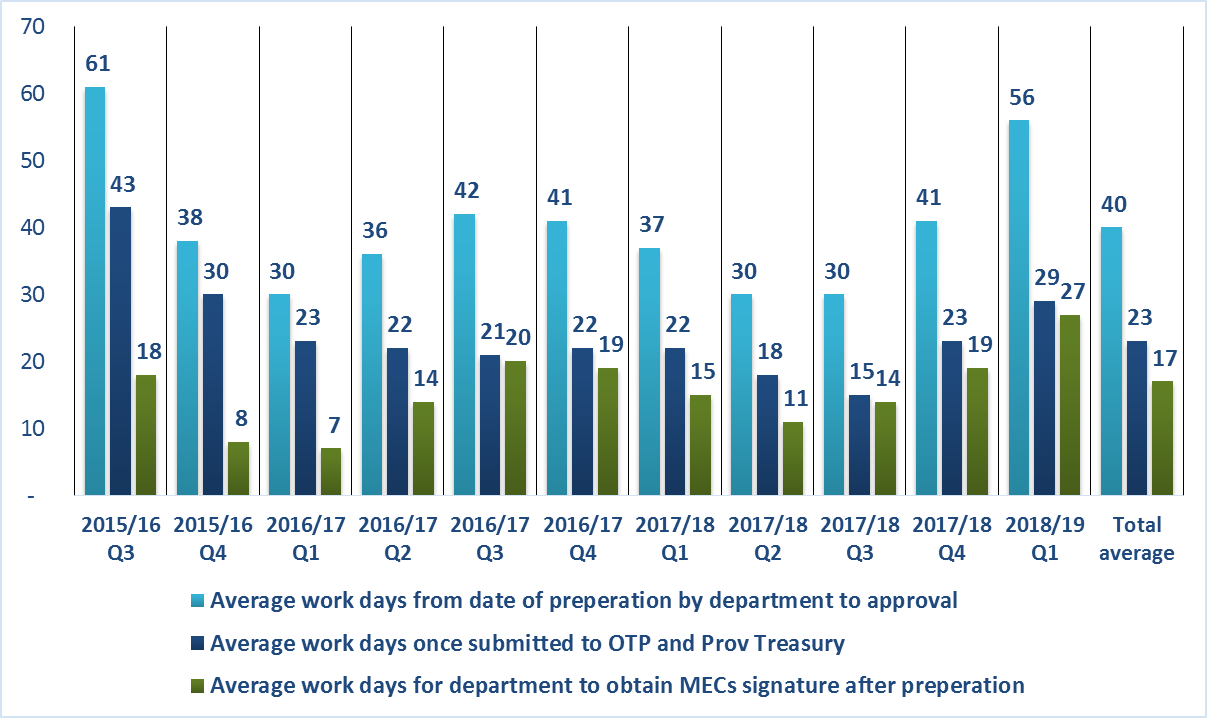 70
60
50
40
30
20
10
-
61 43 18
38 30 8
30 23 7
36 22 14
42 21 20
41 22 19
37 22 15
30 18 11
30 15 14
41 23 19
56 29 27
40 23 17
2015/16 2015/16 2016/17 2016/17 2016/17 2016/17 2017/18 2017/18 2017/18 2017/18 2018/19 Total
Q3 Q4 Q1 Q2 Q3 Q4 Q1 Q2 Q3 Q4 Q1 average
Average work days from date of preperation by department to approval
Average work days once submitted to OTP and Prov Treasury
Average work days for department to obtain MECs signature after preperation